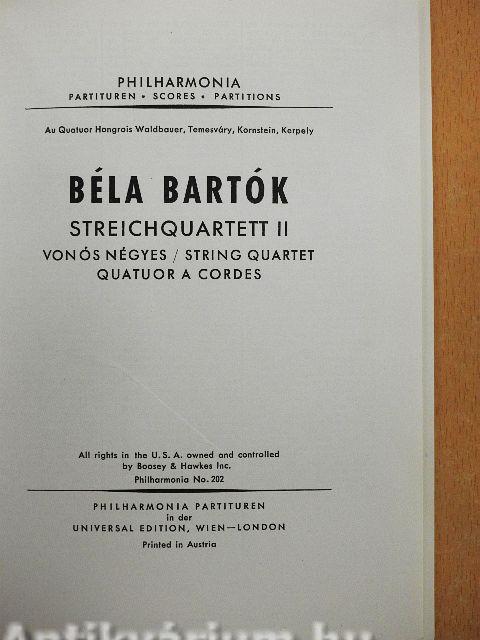 PHILHARMONIA
PARTITUREN • SCORES • PARTITIONS
Au Quatuor Hongrois Waldbauer, Temesváry, Kornstein, Kerpely
BÉLA BARTÓK
STREICHQUARTETT II
VONÓS NÉGYES / STRING QUARTET
QUATUOR A CORDES
All rights in the U. S. A. owned and controlled
by Boosey & Hawkes Inc.
Philharmonia No. 202
PHILHARMONIA PARTITUREN
in der
UNIVERSAL EDITION, WIEN—LONDON
Printed in Austria
Antikvárium.hu